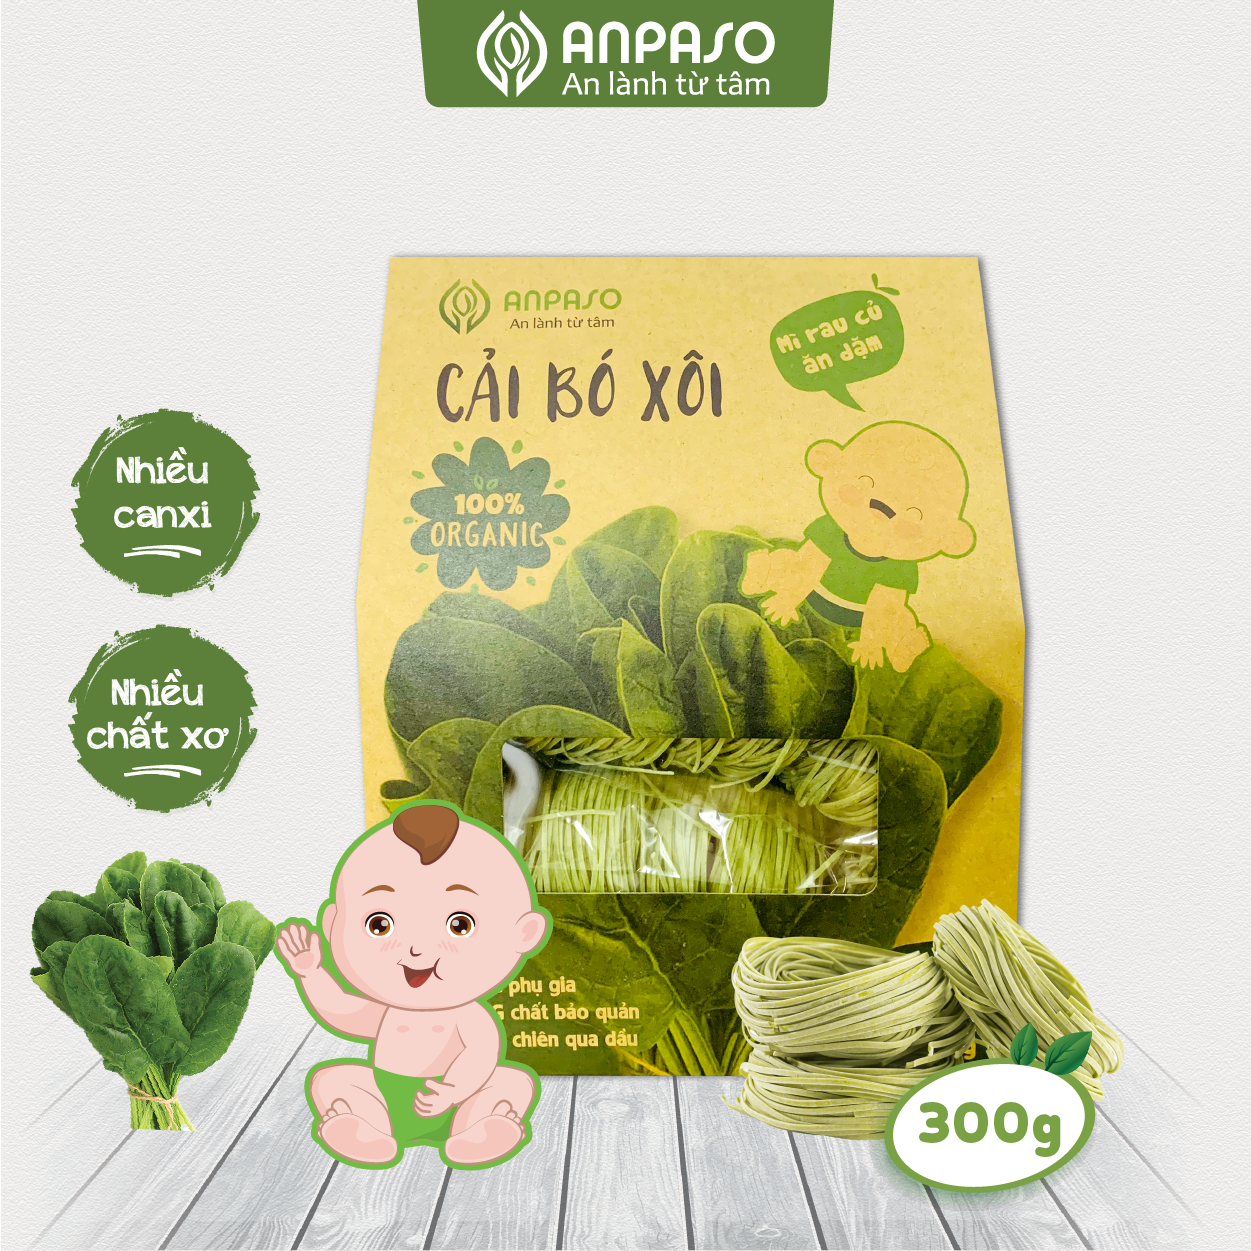 ANPASO
An lành từ tâm
ANPASO
An lành từ tâm
Mì rau củ
ăn dặm
CẢI BÓ XÔI
100%
ORGANIC
Nhiều
canxi
Nhiều
chất xơ
phụ gia
chất bảo quản
chiên qua dầu
300g